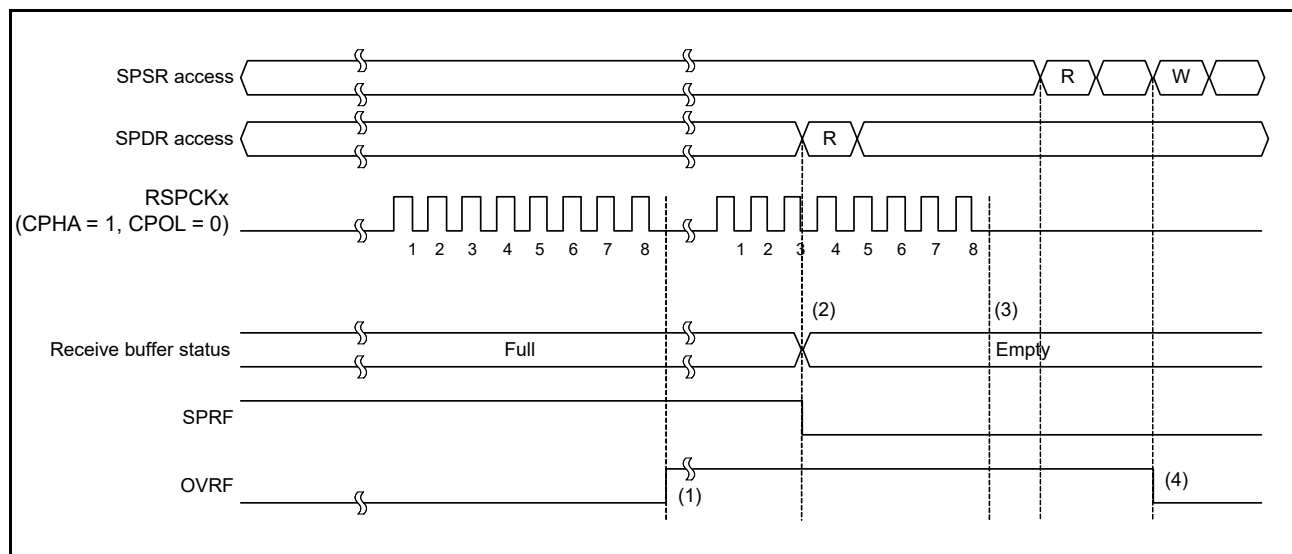 SPSR access
R
W
SPDR access
R
RSPCKx
(CPHA = 1, CPOL = 0)
1 2 3 4 5 6 7 8 1 2 3 4 5 6 7 8
(2) (3)
Receive buffer status Full Empty
SPRF
OVRF
(1) (4)